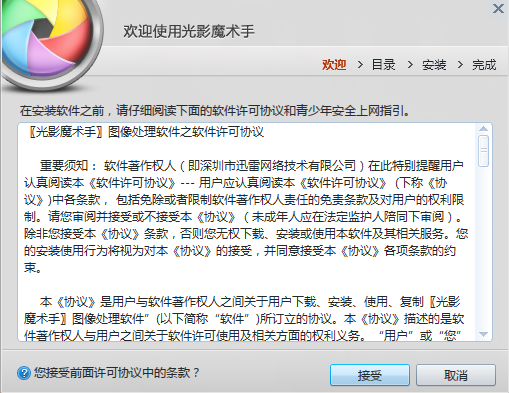 欢迎使用光影魔术手
欢迎 > 目录 > 安装 > 完成
在安装软件之前，请仔细阅读下面的软件许可协议和青少年安全上网指引。
〖光影魔术手〗图像处理软件之软件许可协议
重要须知： 软件著作权人（即深圳市迅雷网络技术有限公司）在此特别提醒用户
认真阅读本《软件许可协议》--- 用户应认真阅读本《软件许可协议》（下称《协
议》)中各条款， 包括免除或者限制软件著作权人责任的免责条款及对用户的权利限
制。请您审阅并接受或不接受本《协议》（未成年人应在法定监护人陪同下审阅）。
除非您接受本《协议》条款，否则您无权下载、安装或使用本软件及其相关服务。您
的安装使用行为将视为对本《协议》的接受，并同意接受本《协议》各项条款的约
束。
本《协议》是用户与软件著作权人之间关于用户下载、安装、使用、复制〖光影
魔术手〗图像处理软件”(以下简称“软件”)所订立的协议。本《协议》描述的是软
件著作权人与用户之间关于软件许可使用及相关方面的权利义务。“用户”或“您”
您接受前面许可协议中的条款？
接受
取消